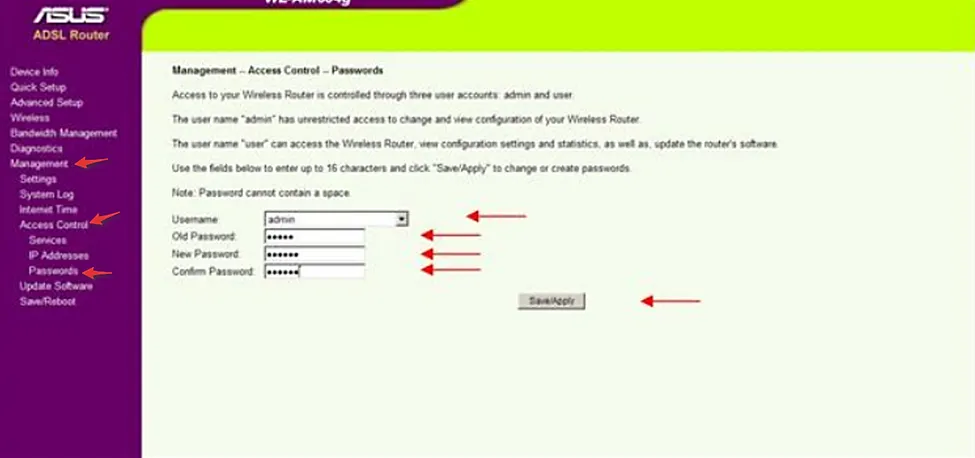 ASUS
ADSL Router
Device Info
Quick Setup
Advanced Setup
Wireless
Bandwidth Management
Diagnostics
Management
Settings
System Log
Internet Time
Access Control
Services
IP Addresses
Passwords
Update Software
Save/Reboot
Management -- Access Control -- Passwords
Access to your Wireless Router is controlled through three user accounts: admin and user.
The user name "admin" has unrestricted access to change and view configuration of your Wireless Router.
The user name "user" can access the Wireless Router, view configuration settings and statistics, as well as, update the router's software.
Use the fields below to enter up to 16 characters and click "Save/Apply" to change or create passwords.
Note: Password cannot contain a space.
Username: admin
Old Password: •••••
New Password: ••••••
Confirm Password: ••••••
Save/Apply